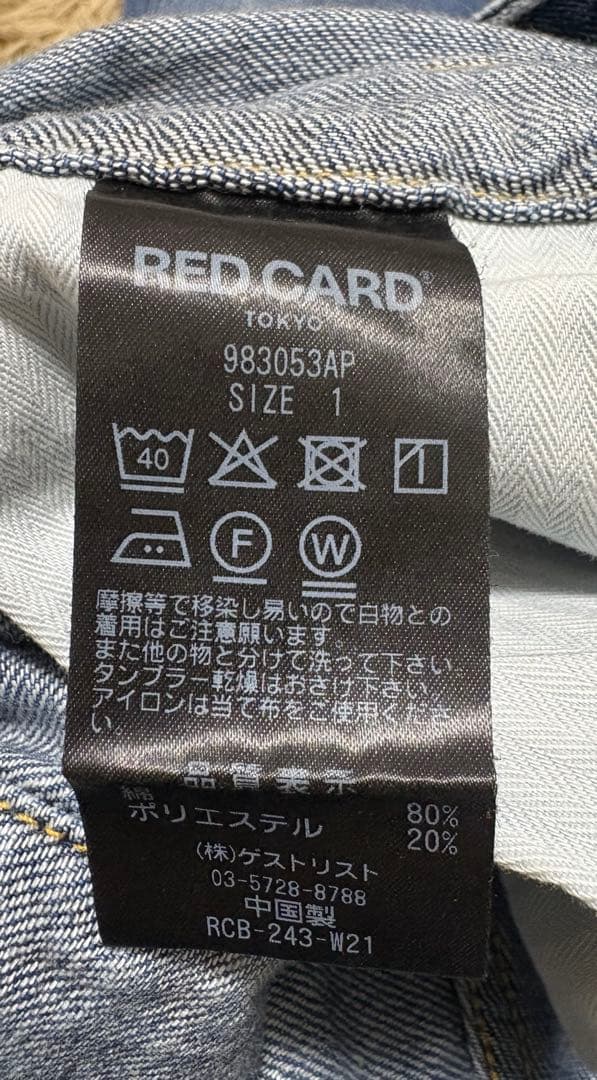 RED CARD®
TOKYO
983053AP
SIZE 1
40
F W
摩擦等で移染し易いので白物との
着用はご注意願います。
また他の物と分けて洗って下さい
タンブラー乾燥はおさけ下さい。
アイロンは当て布をご使用くださ
い。
品質表示
綿 80%
ポリエステル 20%
(株)ゲストリスト
03-5728-8788
中国製
RCB-243-W21